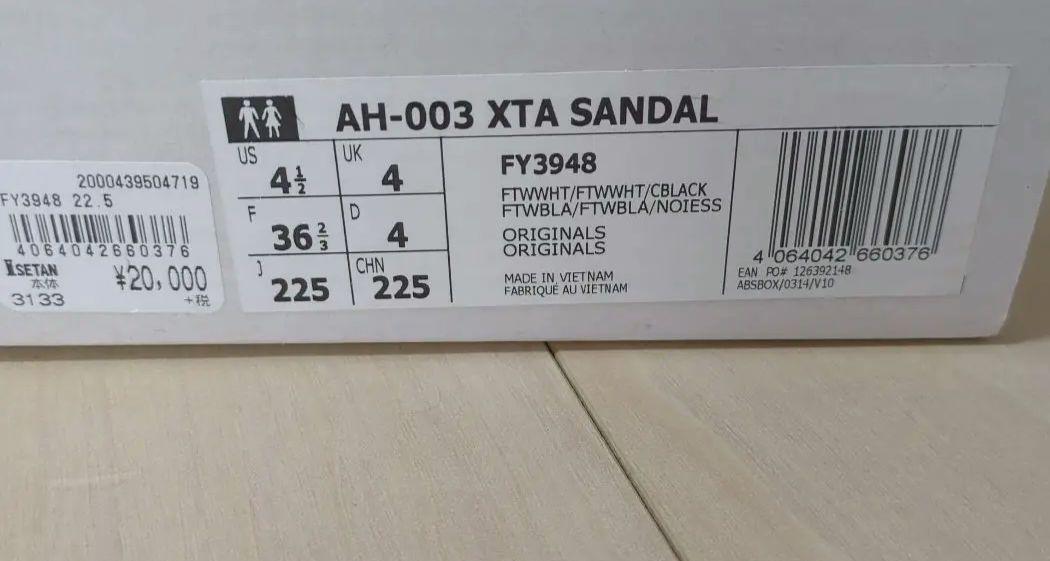 2000439504719
FY3948 22.5
4064042660376
ISETAN
本体
¥20,000
3133
+税
AH-003 XTA SANDAL
US
4½
UK
4
F
36⅔
D
4
J
225
CHN
225
FY3948
FTWWHT/FTWWHT/CBLACK
FTWBLA/FTWBLA/NOIESS
ORIGINALS
ORIGINALS
MADE IN VIETNAM
FABRIQUÉ AU VIETNAM
4 064042 660376
EAN PO# 126392148
ABSBOX/0314/V10